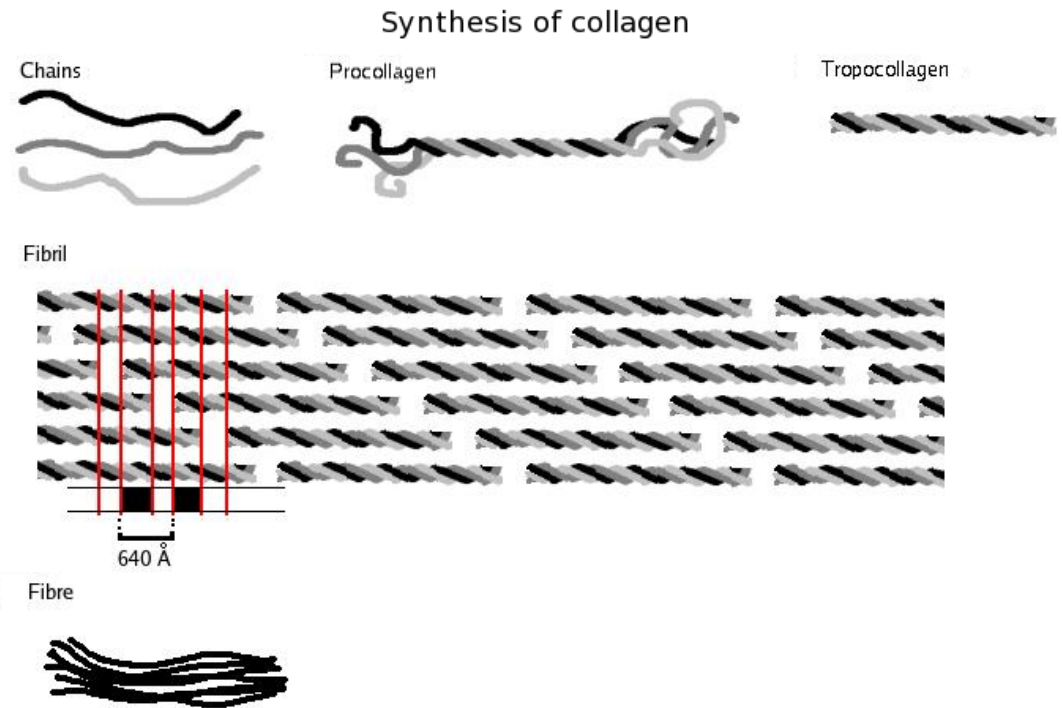 Synthesis of collagen
Chains
Procollagen
Tropocollagen
Fibril
640 Å
Fibre